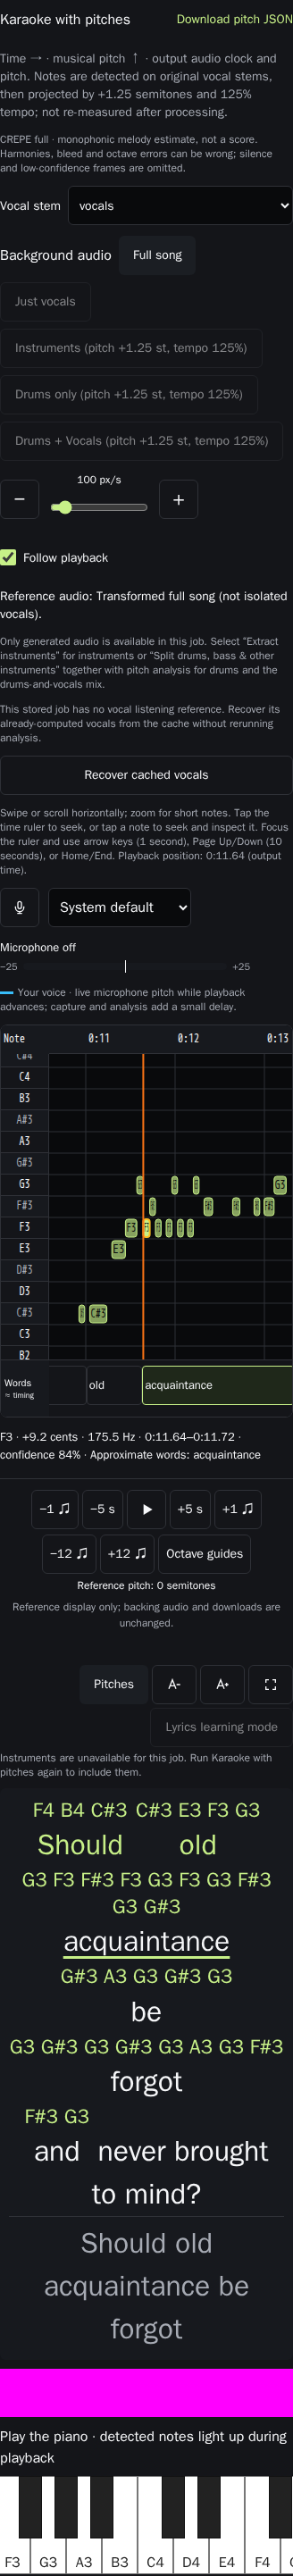 Karaoke with pitches
Download pitch JSON
Time → · musical pitch ↑ · output audio clock and
pitch. Notes are detected on original vocal stems,
then projected by +1.25 semitones and 125%
tempo; not re-measured after processing.
CREPE full · monophonic melody estimate, not a score.
Harmonies, bleed and octave errors can be wrong; silence
and low-confidence frames are omitted.
Vocal stem vocals
Background audio Full song
Just vocals
Instruments (pitch +1.25 st, tempo 125%)
Drums only (pitch +1.25 st, tempo 125%)
Drums + Vocals (pitch +1.25 st, tempo 125%)
100 px/s
− +
Follow playback
Reference audio: Transformed full song (not isolated
vocals).
Only generated audio is available in this job. Select "Extract
instruments" for instruments or "Split drums, bass & other
instruments" together with pitch analysis for drums and the
drums-and-vocals mix.
This stored job has no vocal listening reference. Recover its
already-computed vocals from the cache without rerunning
analysis.
Recover cached vocals
Swipe or scroll horizontally; zoom for short notes. Tap the
time ruler to seek, or tap a note to seek and inspect it. Focus
the ruler and use arrow keys (1 second), Page Up/Down (10
seconds), or Home/End. Playback position: 0:11.64 (output
time).
System default
Microphone off
−25 +25
Your voice · live microphone pitch while playback
advances; capture and analysis add a small delay.
Note 0:11 0:12 0:13
C#4
C4
B3
A#3
A3
G#3
G3 G3
F#3
F3 F3
E3 E3
D#3
D3
C#3 C#3
C3
B2
Words
≈ timing
old acquaintance
F3 · +9.2 cents · 175.5 Hz · 0:11.64–0:11.72 ·
confidence 84% · Approximate words: acquaintance
−1 ♫ −5 s ▶ +5 s +1 ♫
−12 ♫ +12 ♫ Octave guides
Reference pitch: 0 semitones
Reference display only; backing audio and downloads are
unchanged.
Pitches A- A+
Lyrics learning mode
Instruments are unavailable for this job. Run Karaoke with
pitches again to include them.
F4 B4 C#3 C#3 E3 F3 G3
Should old
G3 F3 F#3 F3 G3 F3 G3 F#3
G3 G#3
acquaintance
G#3 A3 G3 G#3 G3
be
G3 G#3 G3 G#3 G3 A3 G3 F#3
forgot
F#3 G3
and never brought
to mind?
Should old
acquaintance be
forgot
Play the piano · detected notes light up during
playback
F3 G3 A3 B3 C4 D4 E4 F4